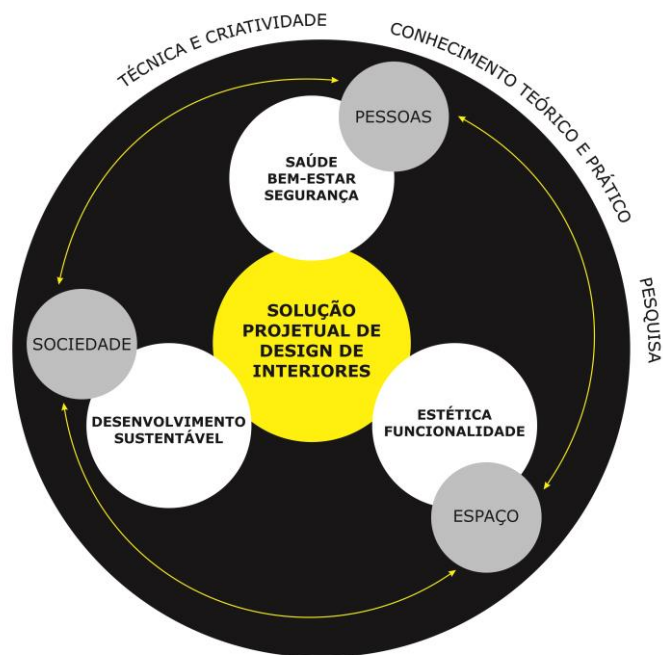 TÉCNICA E CRIATIVIDADE
CONHECIMENTO TEÓRICO E PRÁTICO
PESQUISA
PESSOAS
SAÚDE
BEM-ESTAR
SEGURANÇA
SOLUÇÃO
PROJETUAL DE
DESIGN DE
INTERIORES
SOCIEDADE
DESENVOLVIMENTO
SUSTENTÁVEL
ESTÉTICA
FUNCIONALIDADE
ESPAÇO